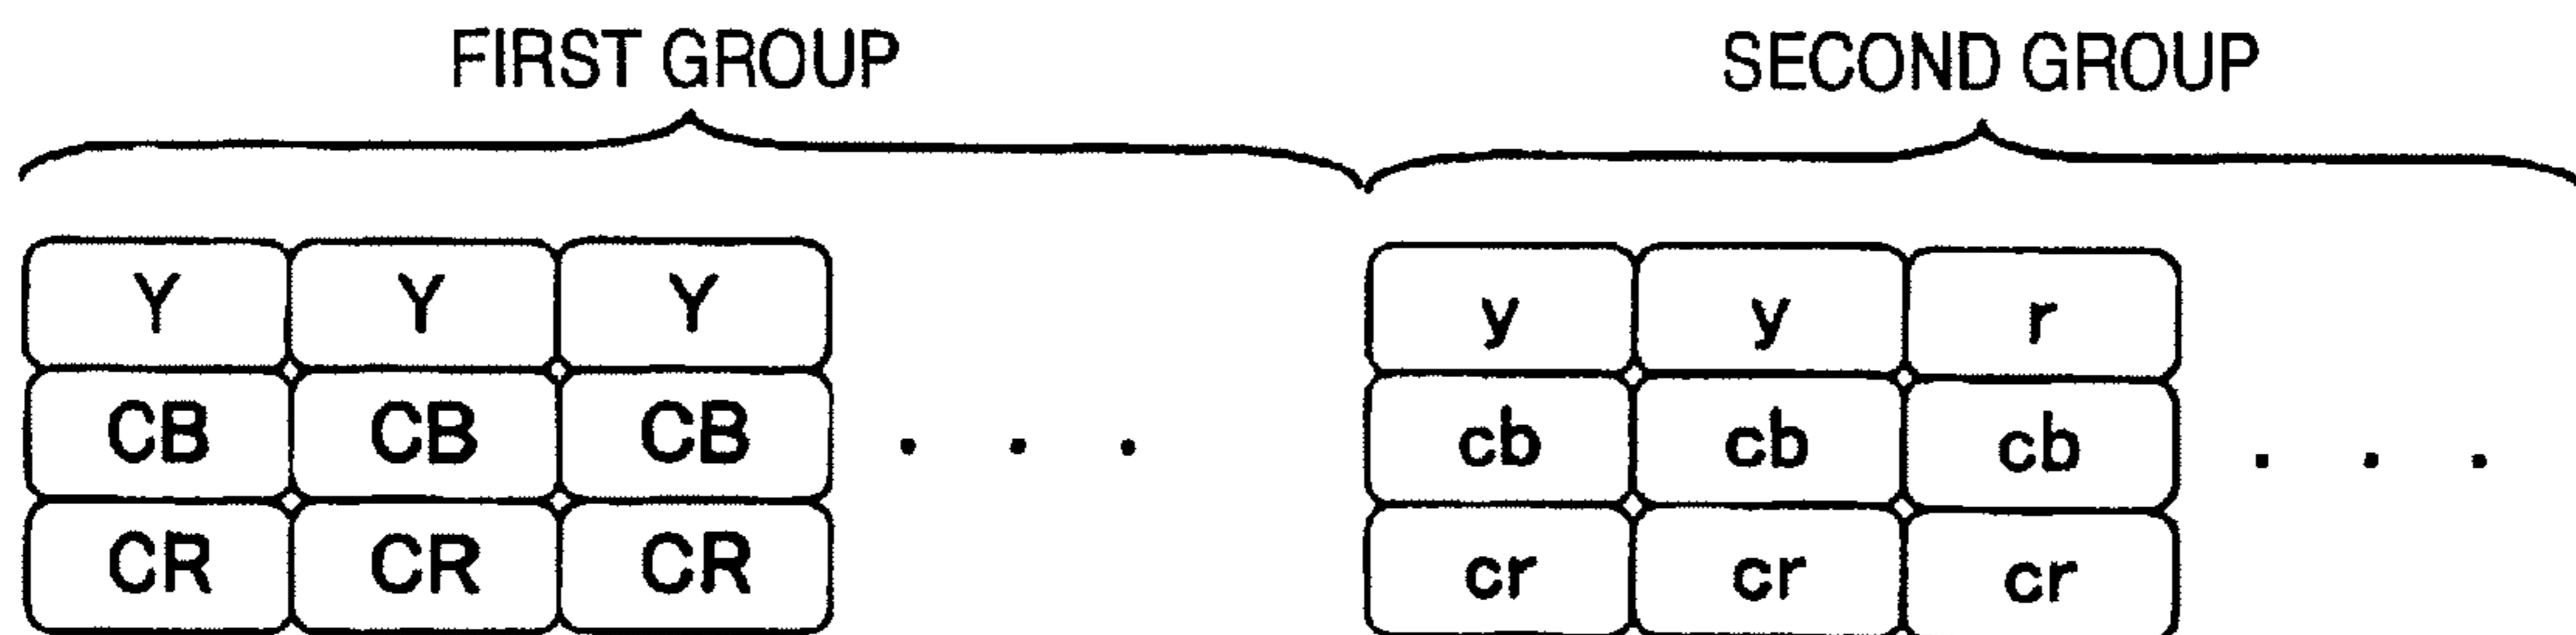 FIRST GROUP SECOND GROUP
Y Y Y y y r
CB CB CB . . . cb cb cb . . .
CR CR CR cr cr cr